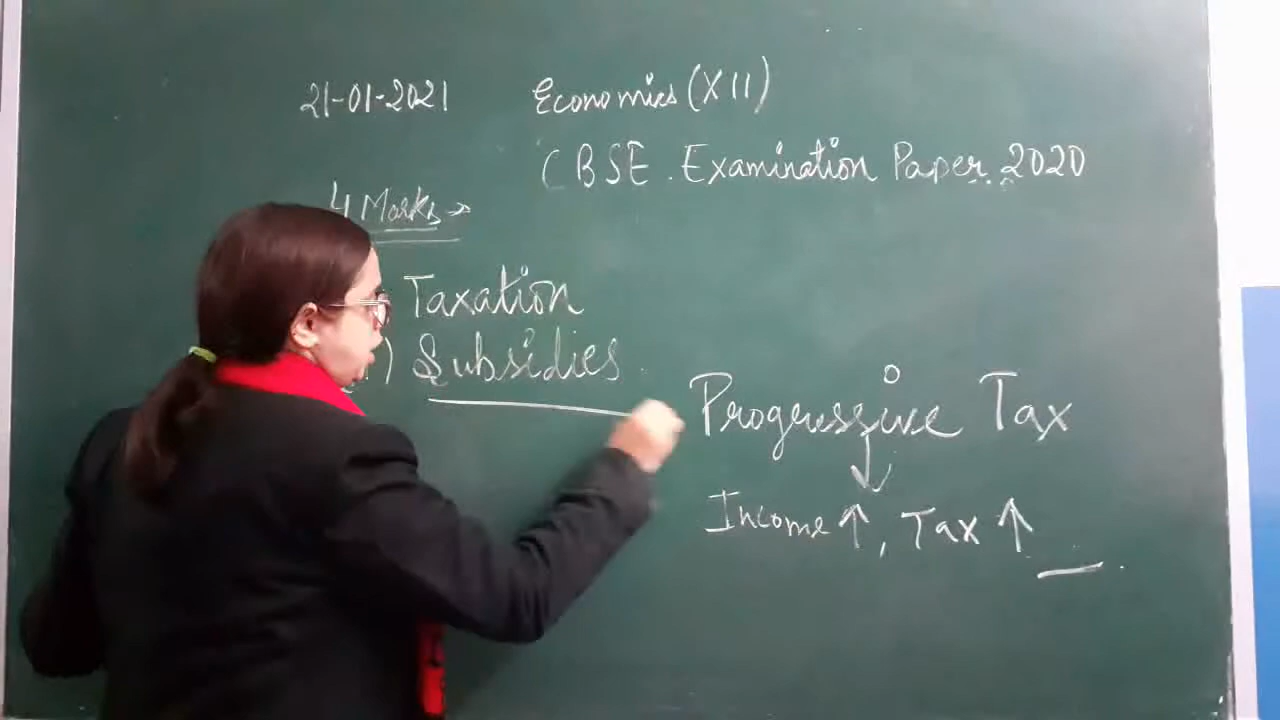 21-01-2021 Economics (XII)
CBSE. Examination Paper 2020
4 Marks →
Taxation
) Subsidies.
Progressive Tax
↓
Income ↑, Tax ↑